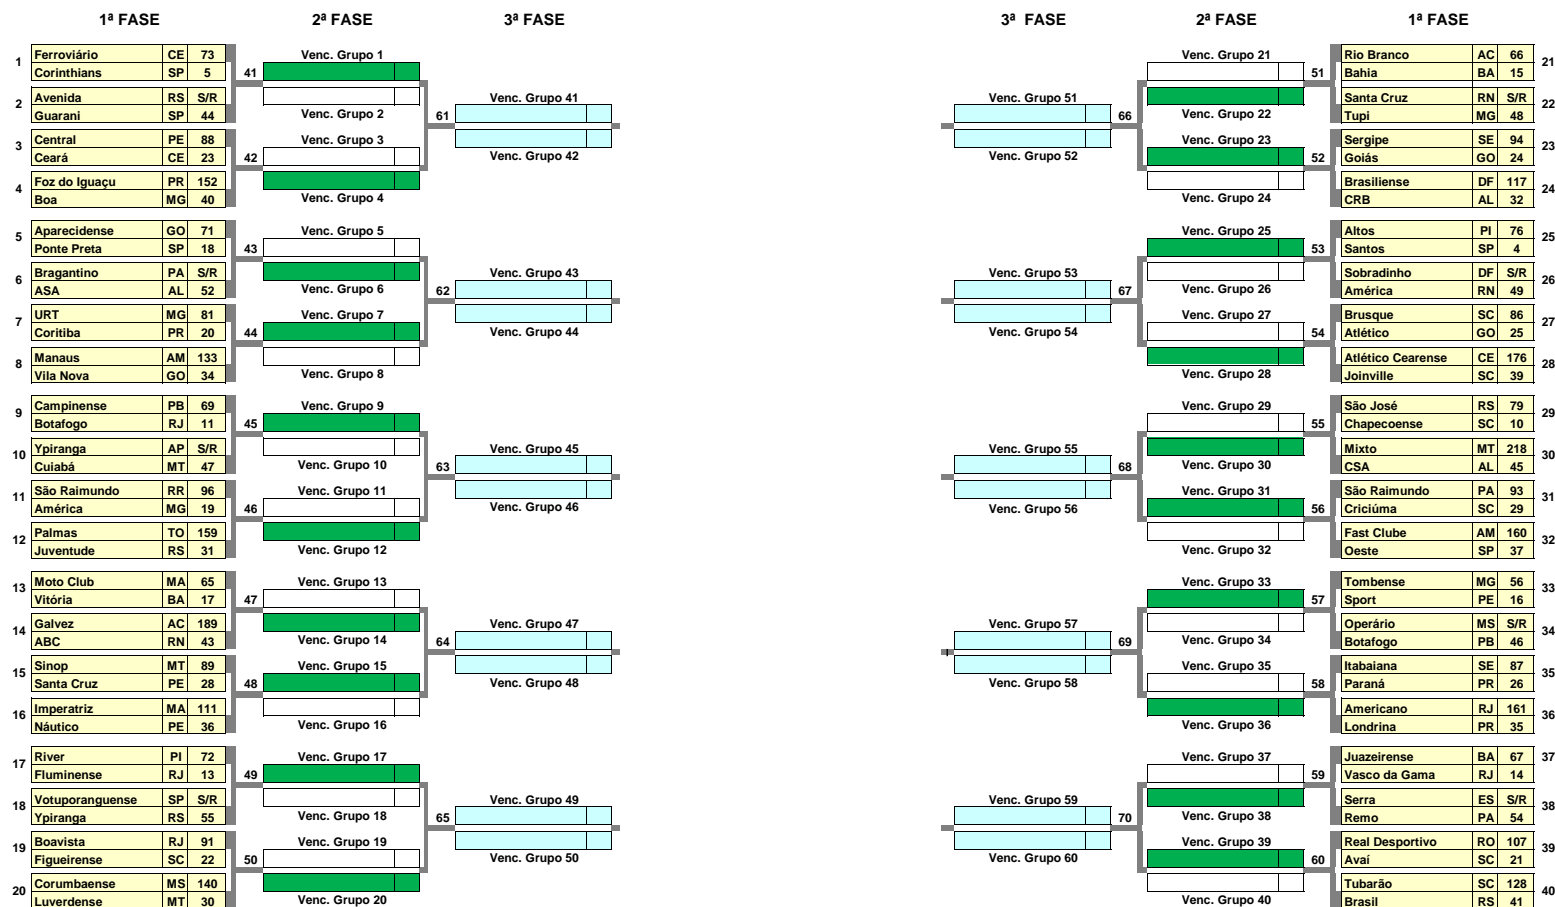 1ª FASE 2ª FASE 3ª FASE 3ª FASE 2ª FASE 1ª FASE
1
Ferroviário CE 73
Corinthians SP 5
2
Avenida RS S/R
Guarani SP 44
3
Central PE 88
Ceará CE 23
4
Foz do Iguaçu PR 152
Boa MG 40
5
Aparecidense GO 71
Ponte Preta SP 18
6
Bragantino PA S/R
ASA AL 52
7
URT MG 81
Coritiba PR 20
8
Manaus AM 133
Vila Nova GO 34
9
Campinense PB 69
Botafogo RJ 11
10
Ypiranga AP S/R
Cuiabá MT 47
11
São Raimundo RR 96
América MG 19
12
Palmas TO 159
Juventude RS 31
13
Moto Club MA 65
Vitória BA 17
14
Galvez AC 189
ABC RN 43
15
Sinop MT 89
Santa Cruz PE 28
16
Imperatriz MA 111
Náutico PE 36
17
River PI 72
Fluminense RJ 13
18
Votuporanguense SP S/R
Ypiranga RS 55
19
Boavista RJ 91
Figueirense SC 22
20
Corumbaense MS 140
Luverdense MT 30
Venc. Grupo 1
41
Venc. Grupo 2
Venc. Grupo 3
42
Venc. Grupo 4
Venc. Grupo 5
43
Venc. Grupo 6
Venc. Grupo 7
44
Venc. Grupo 8
Venc. Grupo 9
45
Venc. Grupo 10
Venc. Grupo 11
46
Venc. Grupo 12
Venc. Grupo 13
47
Venc. Grupo 14
Venc. Grupo 15
48
Venc. Grupo 16
Venc. Grupo 17
49
Venc. Grupo 18
Venc. Grupo 19
50
Venc. Grupo 20
Venc. Grupo 41
61
Venc. Grupo 42
Venc. Grupo 43
62
Venc. Grupo 44
Venc. Grupo 45
63
Venc. Grupo 46
Venc. Grupo 47
64
Venc. Grupo 48
Venc. Grupo 49
65
Venc. Grupo 50
Venc. Grupo 51
66
Venc. Grupo 52
Venc. Grupo 53
67
Venc. Grupo 54
Venc. Grupo 55
68
Venc. Grupo 56
Venc. Grupo 57
69
Venc. Grupo 58
Venc. Grupo 59
70
Venc. Grupo 60
Venc. Grupo 21
51
Venc. Grupo 22
Venc. Grupo 23
52
Venc. Grupo 24
Venc. Grupo 25
53
Venc. Grupo 26
Venc. Grupo 27
54
Venc. Grupo 28
Venc. Grupo 29
55
Venc. Grupo 30
Venc. Grupo 31
56
Venc. Grupo 32
Venc. Grupo 33
57
Venc. Grupo 34
Venc. Grupo 35
58
Venc. Grupo 36
Venc. Grupo 37
59
Venc. Grupo 38
Venc. Grupo 39
60
Venc. Grupo 40
Rio Branco AC 66
21
Bahia BA 15
Santa Cruz RN S/R
22
Tupi MG 48
Sergipe SE 94
23
Goiás GO 24
Brasiliense DF 117
24
CRB AL 32
Altos PI 76
25
Santos SP 4
Sobradinho DF S/R
26
América RN 49
Brusque SC 86
27
Atlético GO 25
Atlético Cearense CE 176
28
Joinville SC 39
São José RS 79
29
Chapecoense SC 10
Mixto MT 218
30
CSA AL 45
São Raimundo PA 93
31
Criciúma SC 29
Fast Clube AM 160
32
Oeste SP 37
Tombense MG 56
33
Sport PE 16
Operário MS S/R
34
Botafogo PB 46
Itabaiana SE 87
35
Paraná PR 26
Americano RJ 161
36
Londrina PR 35
Juazeirense BA 67
37
Vasco da Gama RJ 14
Serra ES S/R
38
Remo PA 54
Real Desportivo RO 107
39
Avaí SC 21
Tubarão SC 128
40
Brasil RS 41